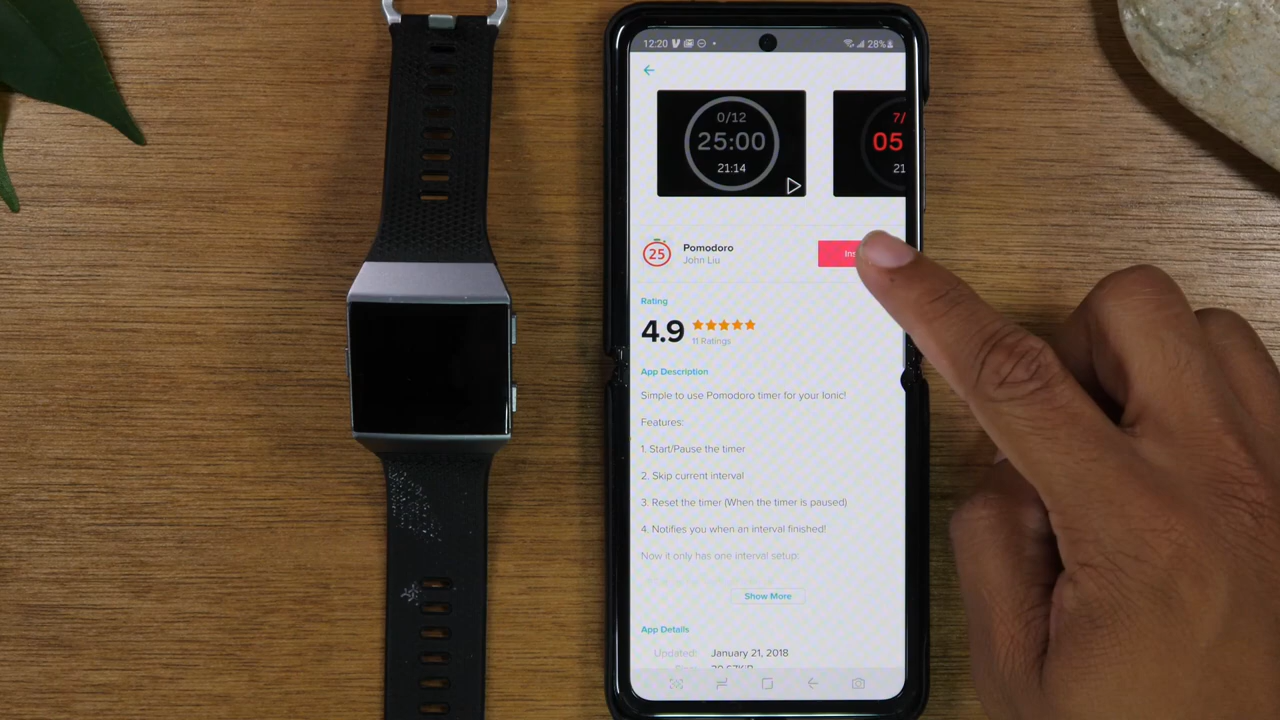 12:20
28%
0/12
25:00
21:14
7/
05
21
25
Pomodoro
John Liu
Ins
Rating
4.9
11 Ratings
App Description
Simple to use Pomodoro timer for your Ionic!
Features:
1. Start/Pause the timer
2. Skip current interval
3. Reset the timer (When the timer is paused)
4. Notifies you when an interval finished!
Now it only has one interval setup:
Show More
App Details
Updated: January 21, 2018